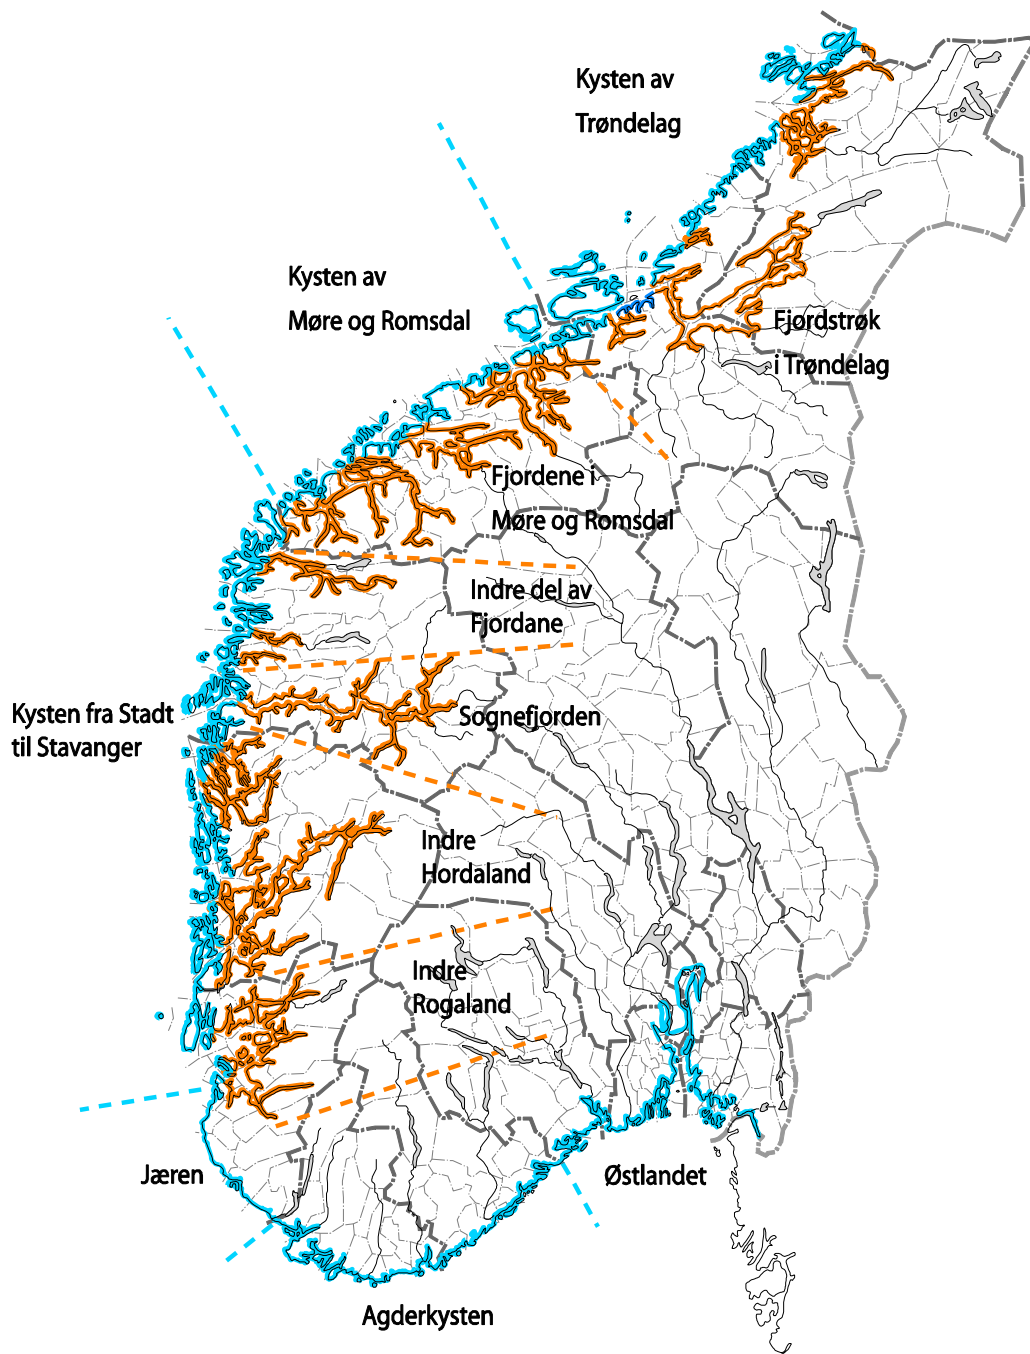 Kysten av
Trøndelag
Kysten av
Møre og Romsdal
Fjordstrøk
i Trøndelag
Fjordene i
Møre og Romsdal
Indre del av
Fjordane
Kysten fra Stadt
til Stavanger
Sognefjorden
Indre
Hordaland
Indre
Rogaland
Jæren
Østlandet
Agderkysten